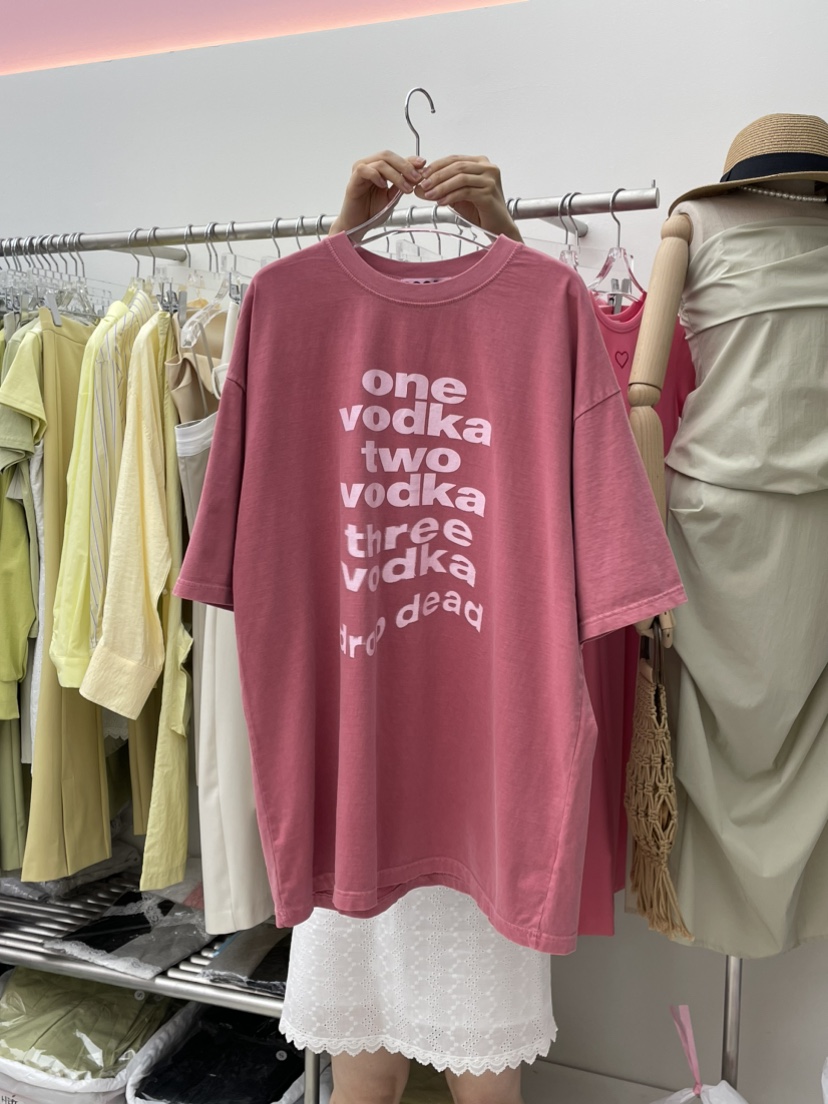 one
vodka
two
vodka
three
vodka
drop dead